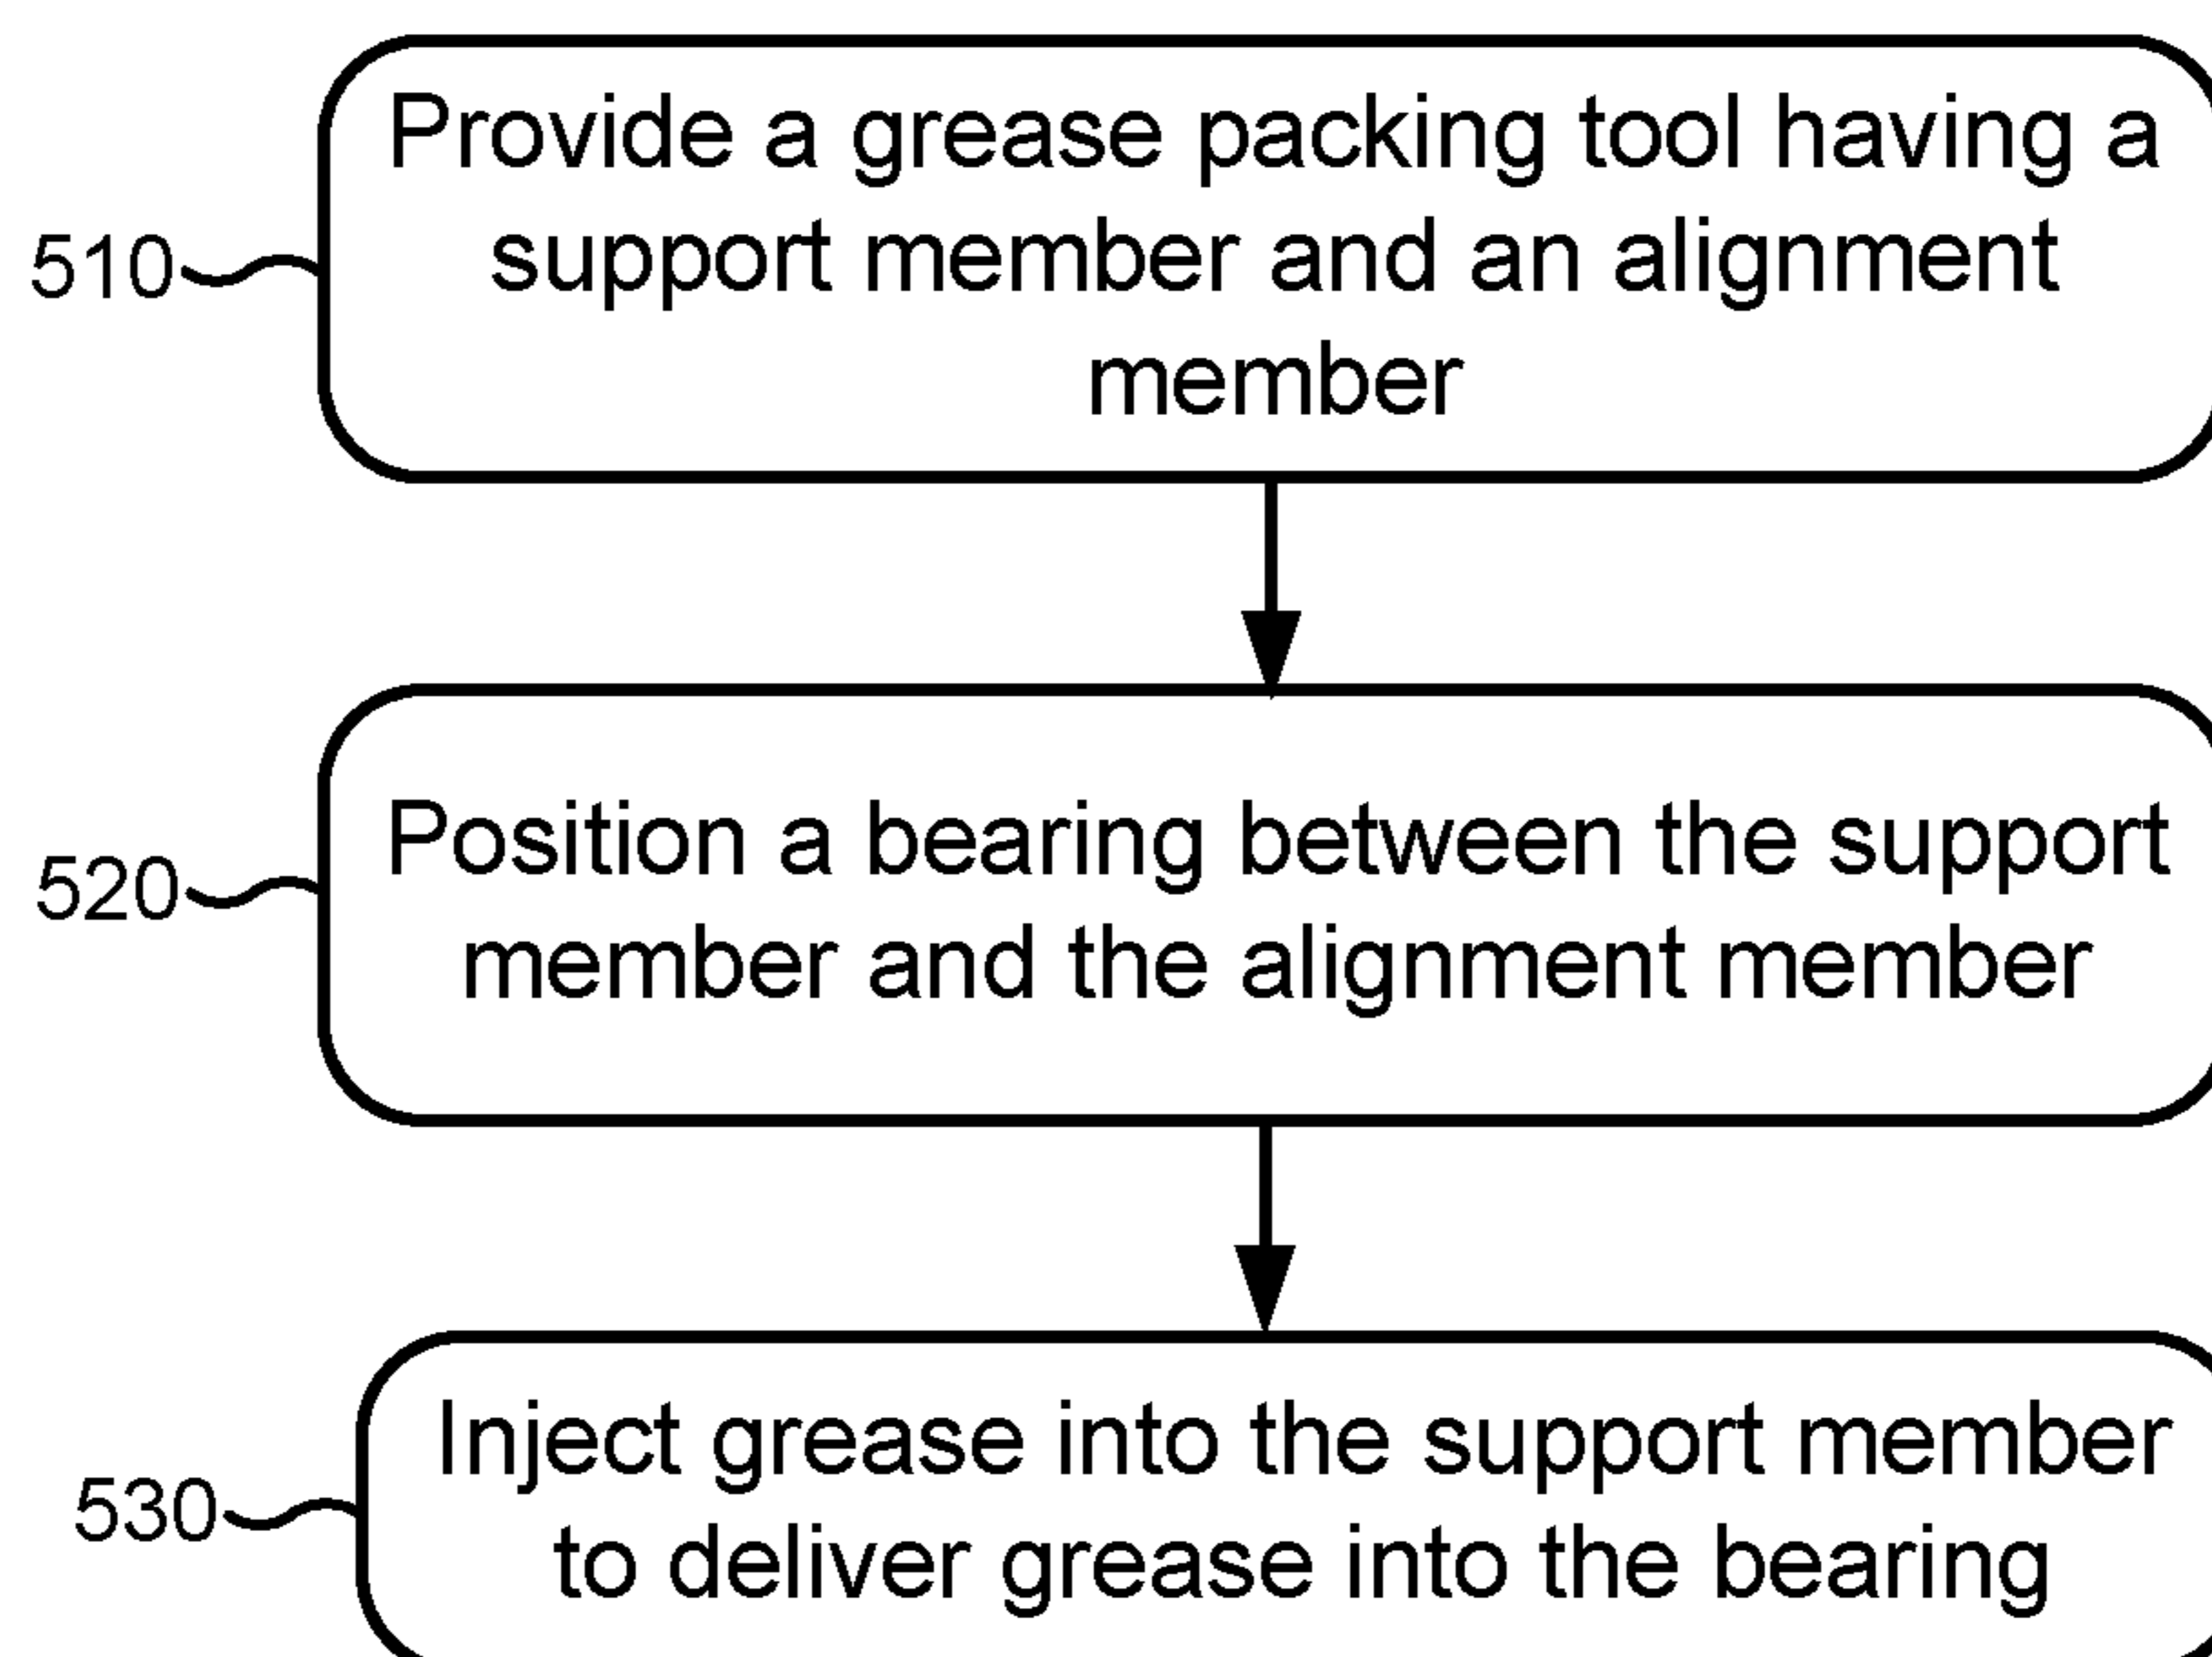 Provide a grease packing tool having a
support member and an alignment
member
510
Position a bearing between the support
member and the alignment member
520
Inject grease into the support member
to deliver grease into the bearing
530